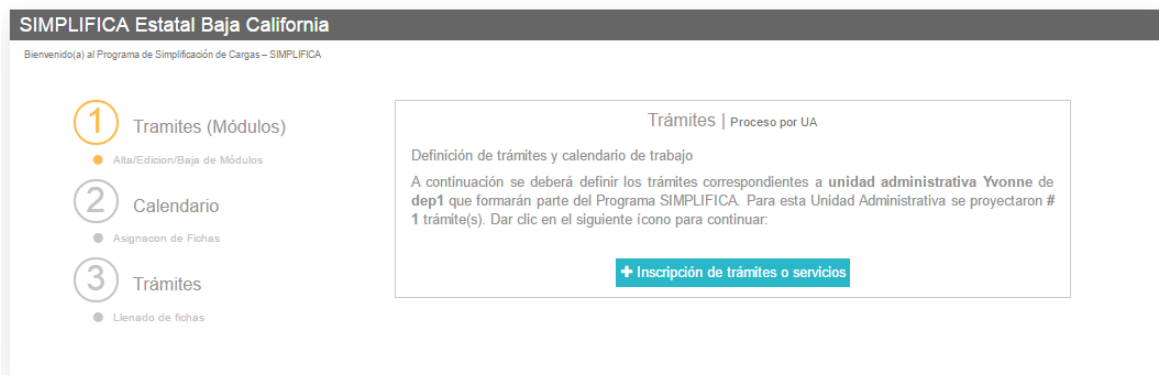 SIMPLIFICA Estatal Baja California
Bienvenido(a) al Programa de Simplificación de Cargas – SIMPLIFICA
1 Tramites (Módulos)
Alta/Edicion/Baja de Módulos
2 Calendario
Asignacon de Fichas
3 Trámites
Llenado de fichas
Trámites | Proceso por UA
Definición de trámites y calendario de trabajo
A continuación se deberá definir los trámites correspondientes a unidad administrativa Yvonne de
dep1 que formarán parte del Programa SIMPLIFICA. Para esta Unidad Administrativa se proyectaron #
1 trámite(s). Dar clic en el siguiente ícono para continuar:
+ Inscripción de trámites o servicios